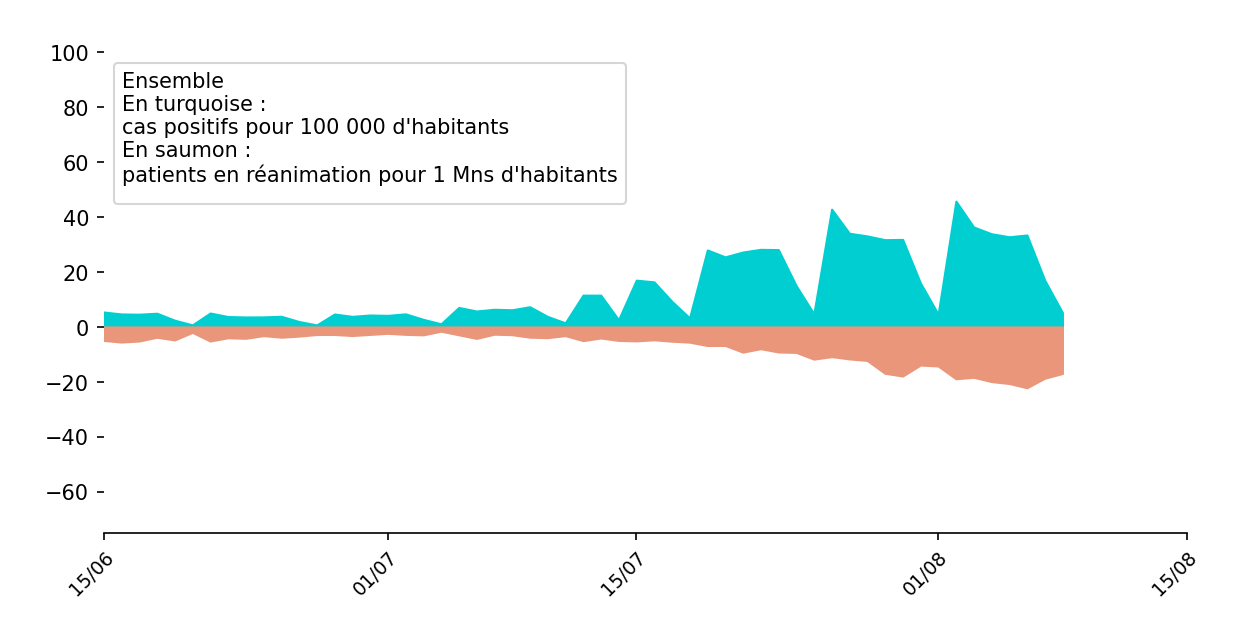 100
80
60
40
20
0
−20
−40
−60
Ensemble
En turquoise :
cas positifs pour 100 000 d'habitants
En saumon :
patients en réanimation pour 1 Mns d'habitants
15/06
01/07
15/07
01/08
15/08